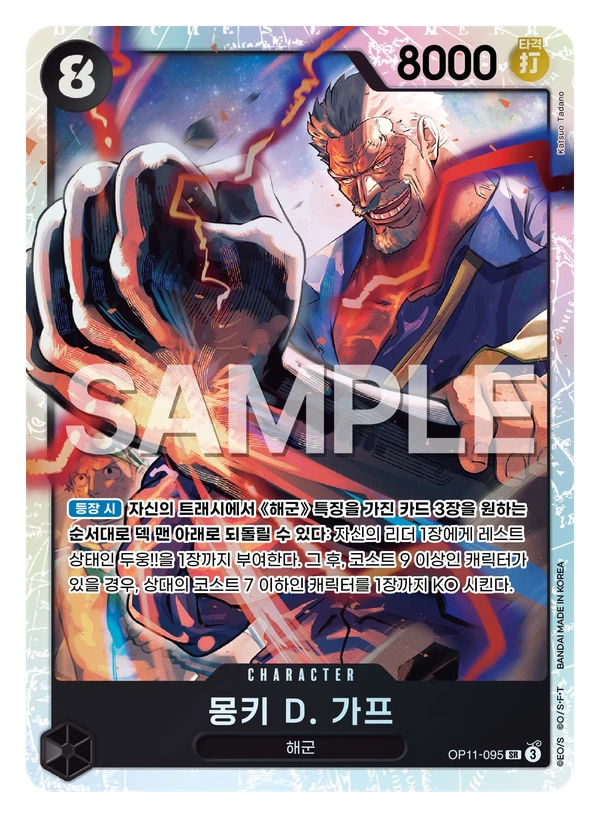 8
8000
타격
打
Katsuo Tadano
SAMPLE
등장 시 자신의 트래시에서 《해군》 특징을 가진 카드 3장을 원하는
순서대로 덱 맨 아래로 되돌릴 수 있다: 자신의 리더 1장에게 레스트
상태인 두웅!!을 1장까지 부여한다. 그 후, 코스트 9 이상인 캐릭터가
있을 경우, 상대의 코스트 7 이하인 캐릭터를 1장까지 KO 시킨다.
CHARACTER
몽키 D. 가프
해군
OP11-095 SR 3
©EO/S ©O/S·F·T BANDAI MADE IN KOREA